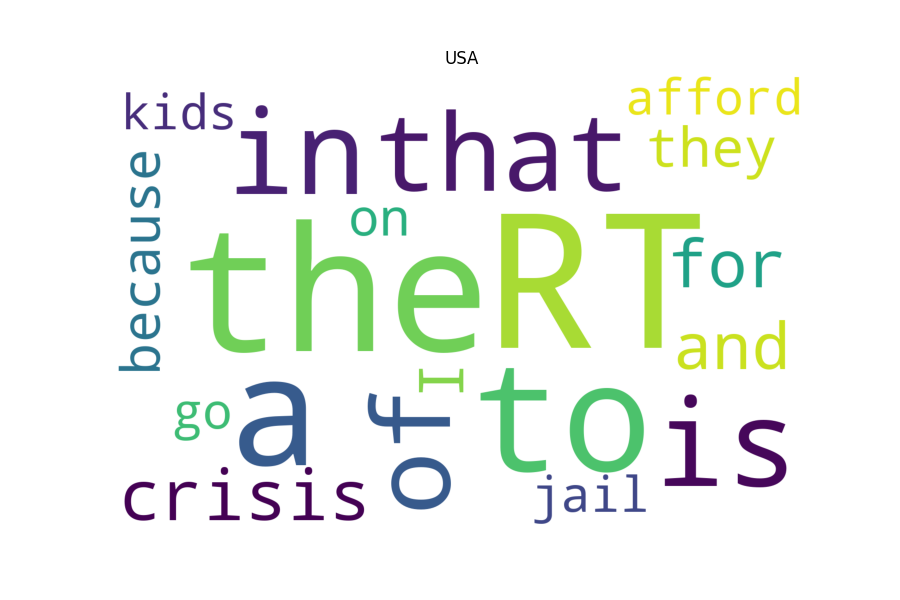 USA
kids
afford
in that
they
because
on
the RT
for
and
I
a
of
to
go
is
crisis
jail